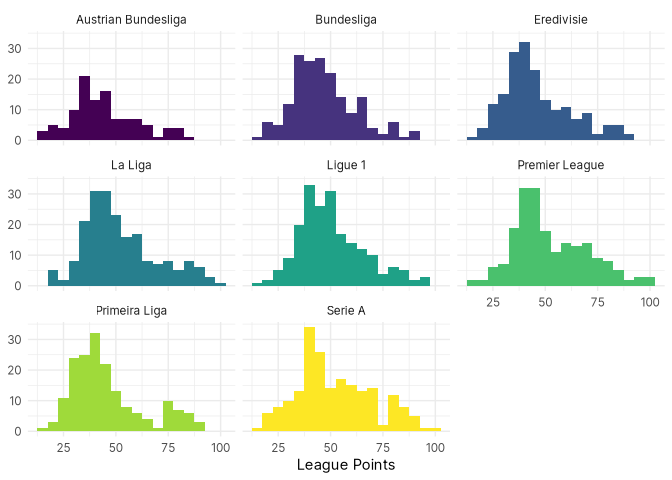 Austrian Bundesliga
Bundesliga
Eredivisie
30
20
10
0
La Liga
Ligue 1
Premier League
30
20
10
0
25
50
75
100
Primeira Liga
Serie A
30
20
10
0
25
50
75
100
25
50
75
100
League Points